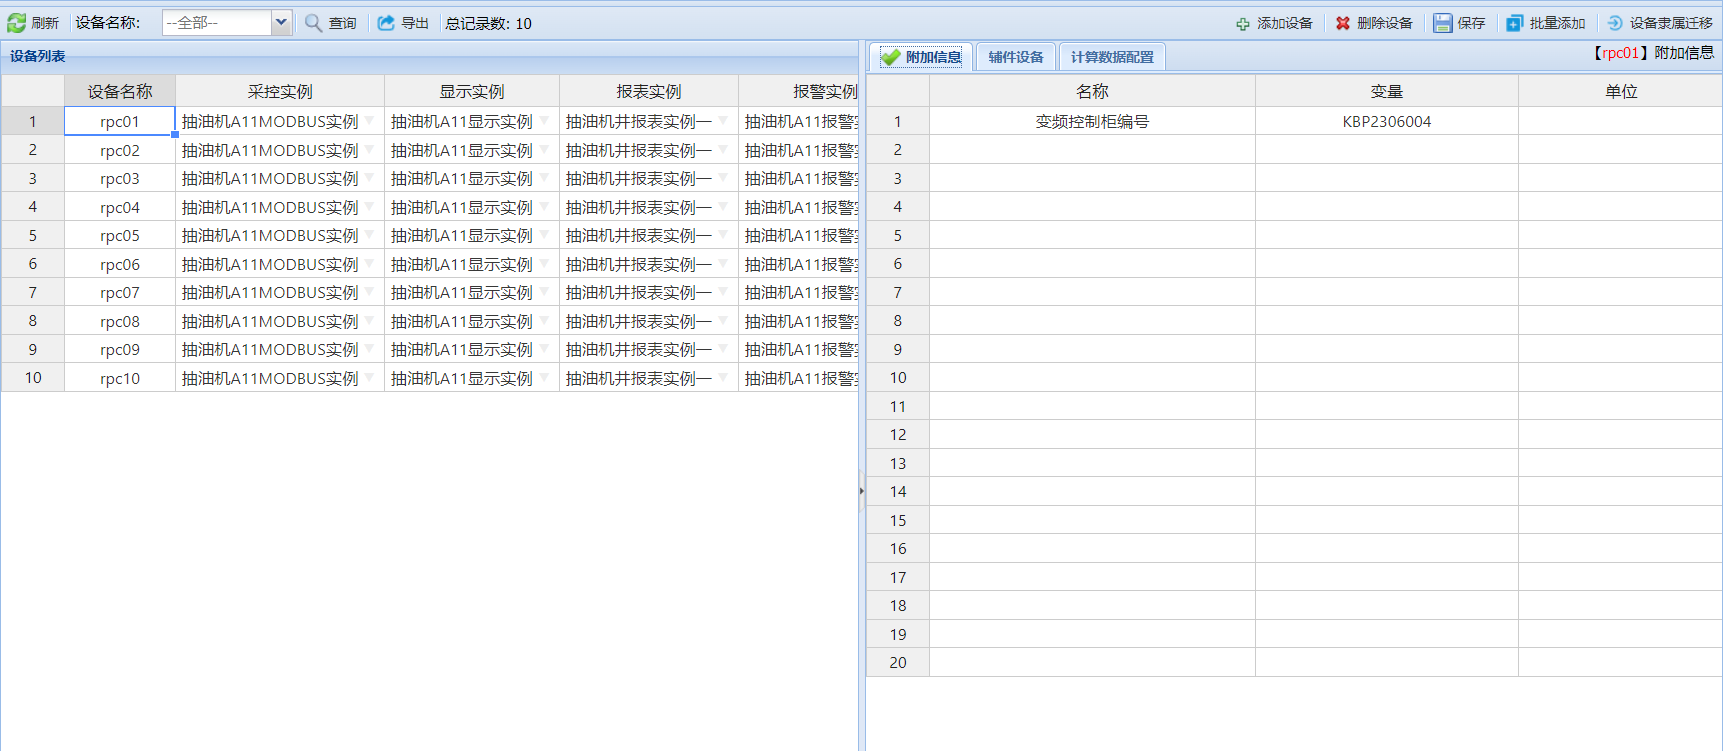 刷新 设备名称: --全部-- 查询 导出 总记录数: 10 添加设备 删除设备 保存 批量添加 设备隶属迁移
设备列表
设备名称 采控实例 显示实例 报表实例 报警实例
1 rpc01 抽油机A11MODBUS实例 抽油机A11显示实例 抽油机井报表实例一 抽油机A11报警
2 rpc02 抽油机A11MODBUS实例 抽油机A11显示实例 抽油机井报表实例一 抽油机A11报警
3 rpc03 抽油机A11MODBUS实例 抽油机A11显示实例 抽油机井报表实例一 抽油机A11报警
4 rpc04 抽油机A11MODBUS实例 抽油机A11显示实例 抽油机井报表实例一 抽油机A11报警
5 rpc05 抽油机A11MODBUS实例 抽油机A11显示实例 抽油机井报表实例一 抽油机A11报警
6 rpc06 抽油机A11MODBUS实例 抽油机A11显示实例 抽油机井报表实例一 抽油机A11报警
7 rpc07 抽油机A11MODBUS实例 抽油机A11显示实例 抽油机井报表实例一 抽油机A11报警
8 rpc08 抽油机A11MODBUS实例 抽油机A11显示实例 抽油机井报表实例一 抽油机A11报警
9 rpc09 抽油机A11MODBUS实例 抽油机A11显示实例 抽油机井报表实例一 抽油机A11报警
10 rpc10 抽油机A11MODBUS实例 抽油机A11显示实例 抽油机井报表实例一 抽油机A11报警
附加信息 辅件设备 计算数据配置 【rpc01】附加信息
名称 变量 单位
1 变频控制柜编号 KBP2306004
2
3
4
5
6
7
8
9
10
11
12
13
14
15
16
17
18
19
20